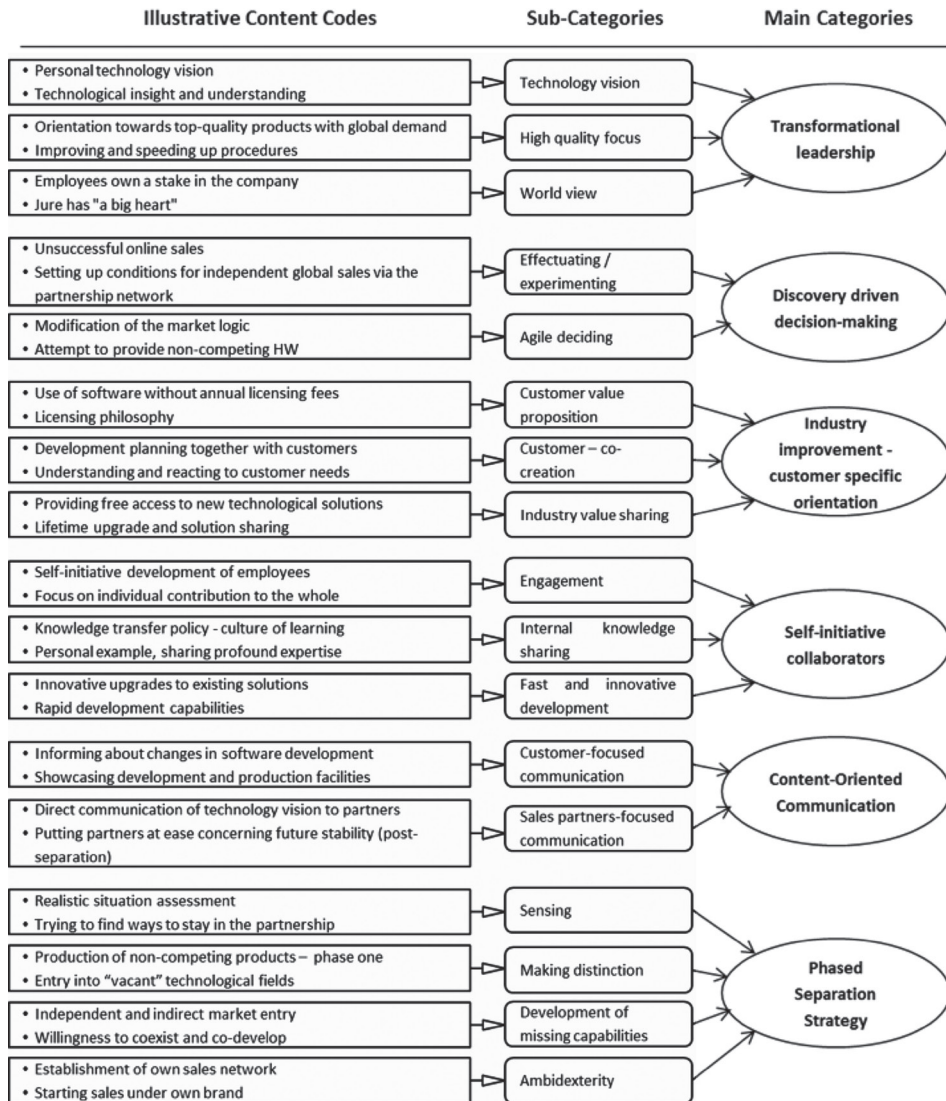 Illustrative Content Codes
Sub-Categories
Main Categories
• Personal technology vision
• Technological insight and understanding
Technology vision
• Orientation towards top-quality products with global demand
• Improving and speeding up procedures
High quality focus
• Employees own a stake in the company
• Jure has "a big heart"
World view
Transformational
leadership
• Unsuccessful online sales
• Setting up conditions for independent global sales via the
partnership network
Effectuating /
experimenting
• Modification of the market logic
• Attempt to provide non-competing HW
Agile deciding
Discovery driven
decision-making
• Use of software without annual licensing fees
• Licensing philosophy
Customer value
proposition
• Development planning together with customers
• Understanding and reacting to customer needs
Customer – co-
creation
• Providing free access to new technological solutions
• Lifetime upgrade and solution sharing
Industry value sharing
Industry
improvement -
customer specific
orientation
• Self-initiative development of employees
• Focus on individual contribution to the whole
Engagement
• Knowledge transfer policy - culture of learning
• Personal example, sharing profound expertise
Internal knowledge
sharing
• Innovative upgrades to existing solutions
• Rapid development capabilities
Fast and innovative
development
Self-initiative
collaborators
• Informing about changes in software development
• Showcasing development and production facilities
Customer-focused
communication
• Direct communication of technology vision to partners
• Putting partners at ease concerning future stability (post-
separation)
Sales partners-focused
communication
Content-Oriented
Communication
• Realistic situation assessment
• Trying to find ways to stay in the partnership
Sensing
• Production of non-competing products – phase one
• Entry into “vacant” technological fields
Making distinction
• Independent and indirect market entry
• Willingness to coexist and co-develop
Development of
missing capabilities
• Establishment of own sales network
• Starting sales under own brand
Ambidexterity
Phased
Separation
Strategy